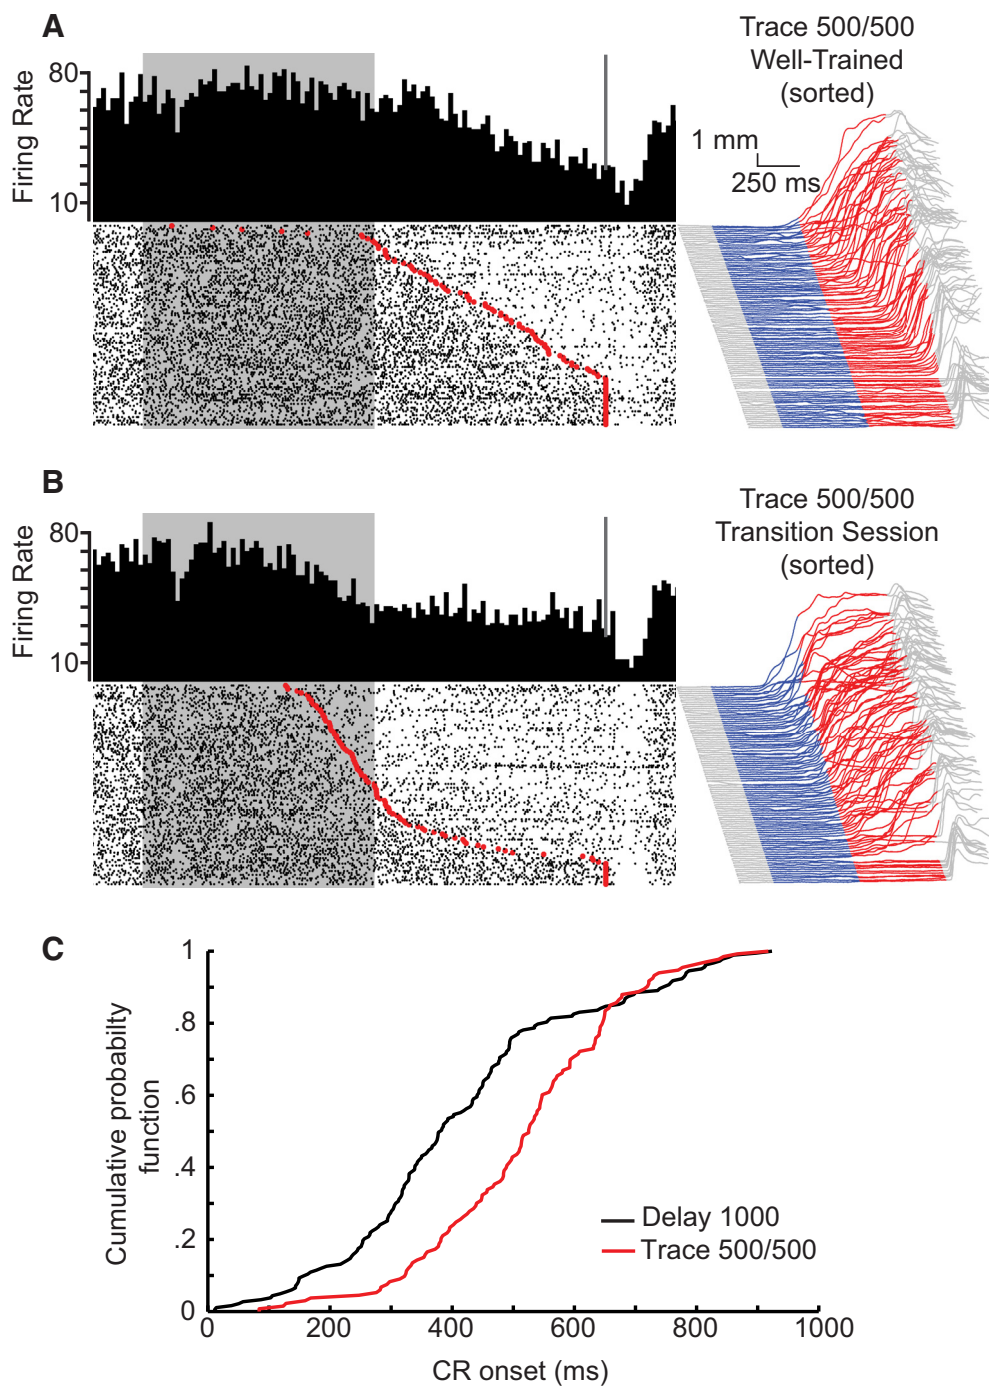 A
Trace 500/500
Well-Trained
(sorted)
Firing Rate
80
10
1 mm
250 ms
B
Trace 500/500
Transition Session
(sorted)
Firing Rate
80
10
C
Cumulative probabilty
function
1
.8
.6
.4
.2
0
Delay 1000
Trace 500/500
0 200 400 600 800 1000
CR onset (ms)